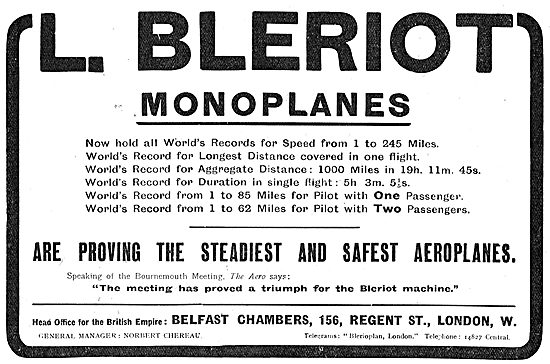 L. BLERIOT
MONOPLANES
Now hold all World's Records for Speed from 1 to 245 Miles.
World's Record for Longest Distance covered in one flight.
World's Record for Aggregate Distance: 1000 Miles in 19h. 11m. 45s.
World's Record for Duration in single flight: 5h 3m. 5⅕s.
World's Record from 1 to 85 Miles for Pilot with One Passenger.
World's Record from 1 to 62 Miles for Pilot with Two Passengers.
ARE PROVING THE STEADIEST AND SAFEST AEROPLANES.
Speaking of the Bournemouth Meeting, The Aero says:
"The meeting has proved a triumph for the Bleriot machine."
Head Office for the British Empire: BELFAST CHAMBERS, 156, REGENT ST., LONDON, W.
GENERAL MANAGER: NORBERT CHEREAU. Telegrams: "Blerioplan, London." Telephone: 14827 Central.